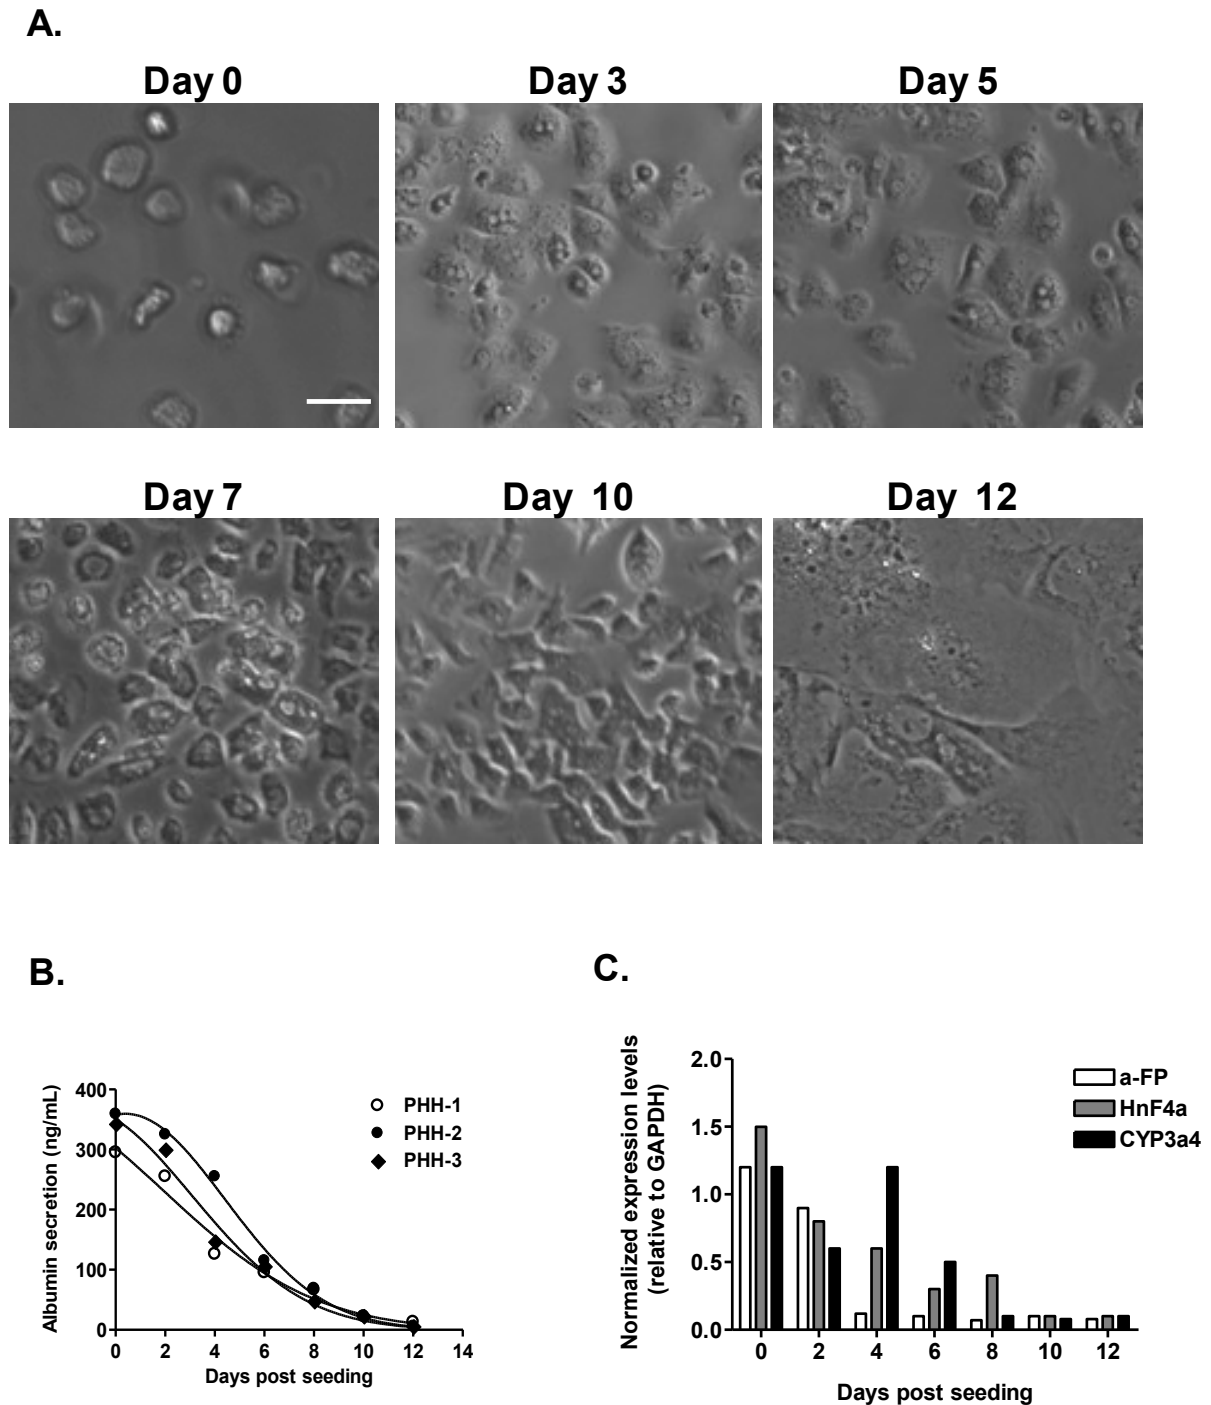 A.
Day 0
Day 3
Day 5
Day 7
Day 10
Day 12
B.
Albumin secretion (ng/mL)
400
300
200
100
0
0 2 4 6 8 10 12 14
Days post seeding
PHH-1
PHH-2
PHH-3
C.
Normalized expression levels
(relative to GAPDH)
2.0
1.5
1.0
0.5
0.0
0 2 4 6 8 10 12
Days post seeding
a-FP
HnF4a
CYP3a4